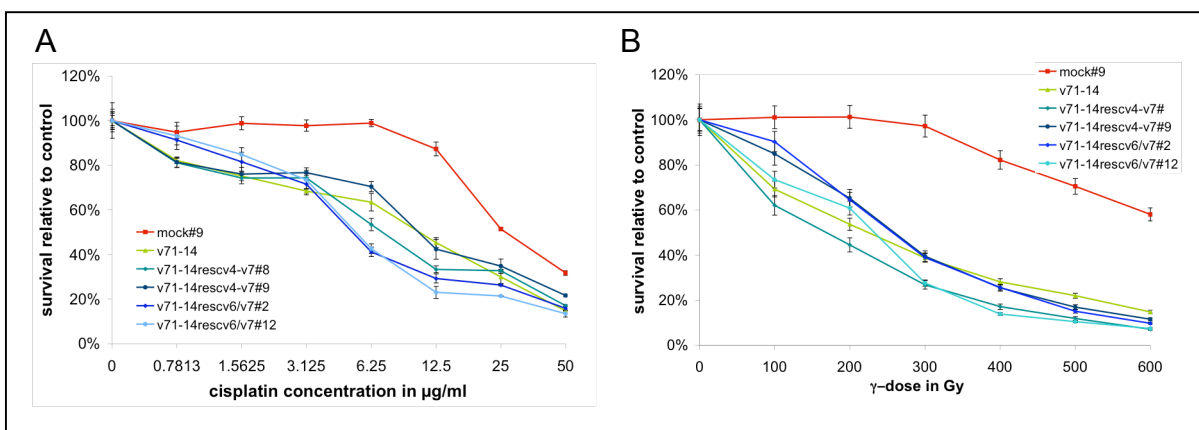 A
120%
100%
80%
60%
40%
20%
0%
survival relative to control
mock#9
v71-14
v71-14rescv4-v7#8
v71-14rescv4-v7#9
v71-14rescv6/v7#2
v71-14rescv6/v7#12
0 0.7813 1.5625 3.125 6.25 12.5 25 50
cisplatin concentration in µg/ml
B
120%
100%
80%
60%
40%
20%
0%
survival relative to control
mock#9
v71-14
v71-14rescv4-v7#
v71-14rescv4-v7#9
v71-14rescv6/v7#2
v71-14rescv6/v7#12
0 100 200 300 400 500 600
γ–dose in Gy